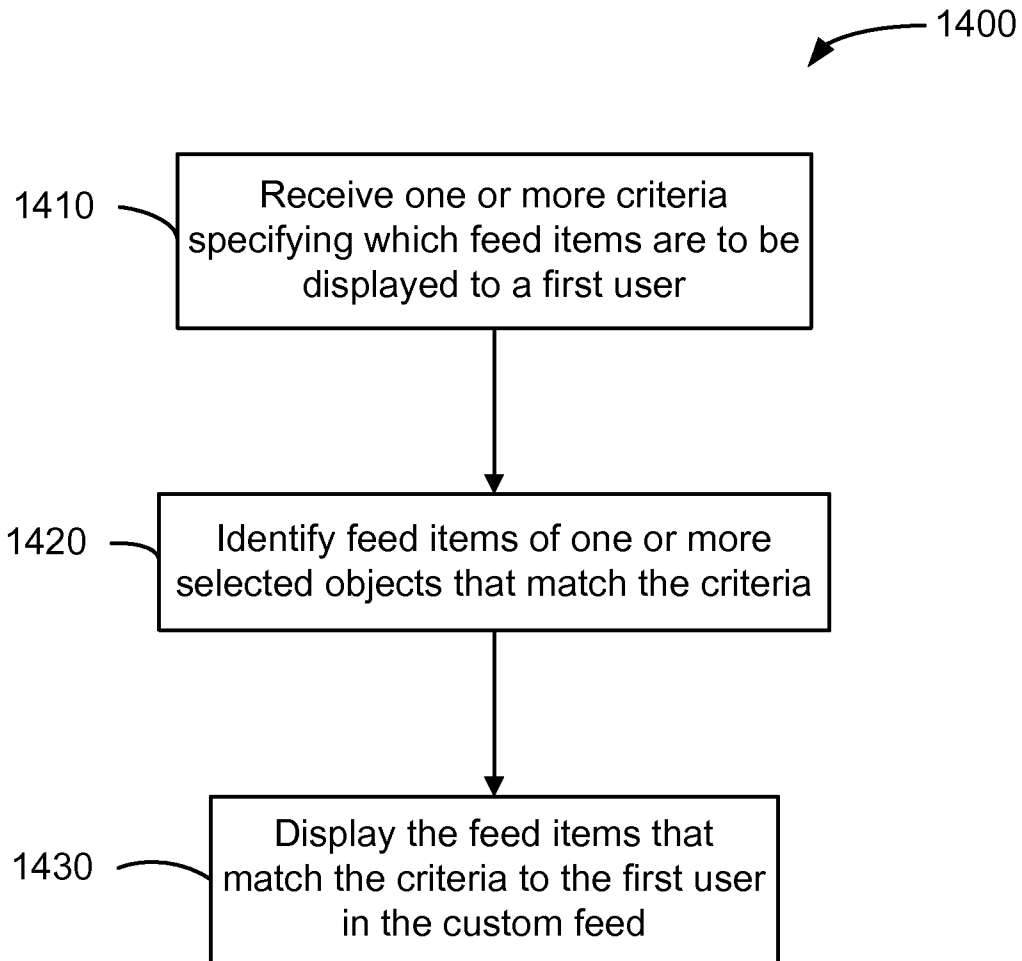 1400
1410
Receive one or more criteria
specifying which feed items are to be
displayed to a first user
1420
Identify feed items of one or more
selected objects that match the criteria
1430
Display the feed items that
match the criteria to the first user
in the custom feed